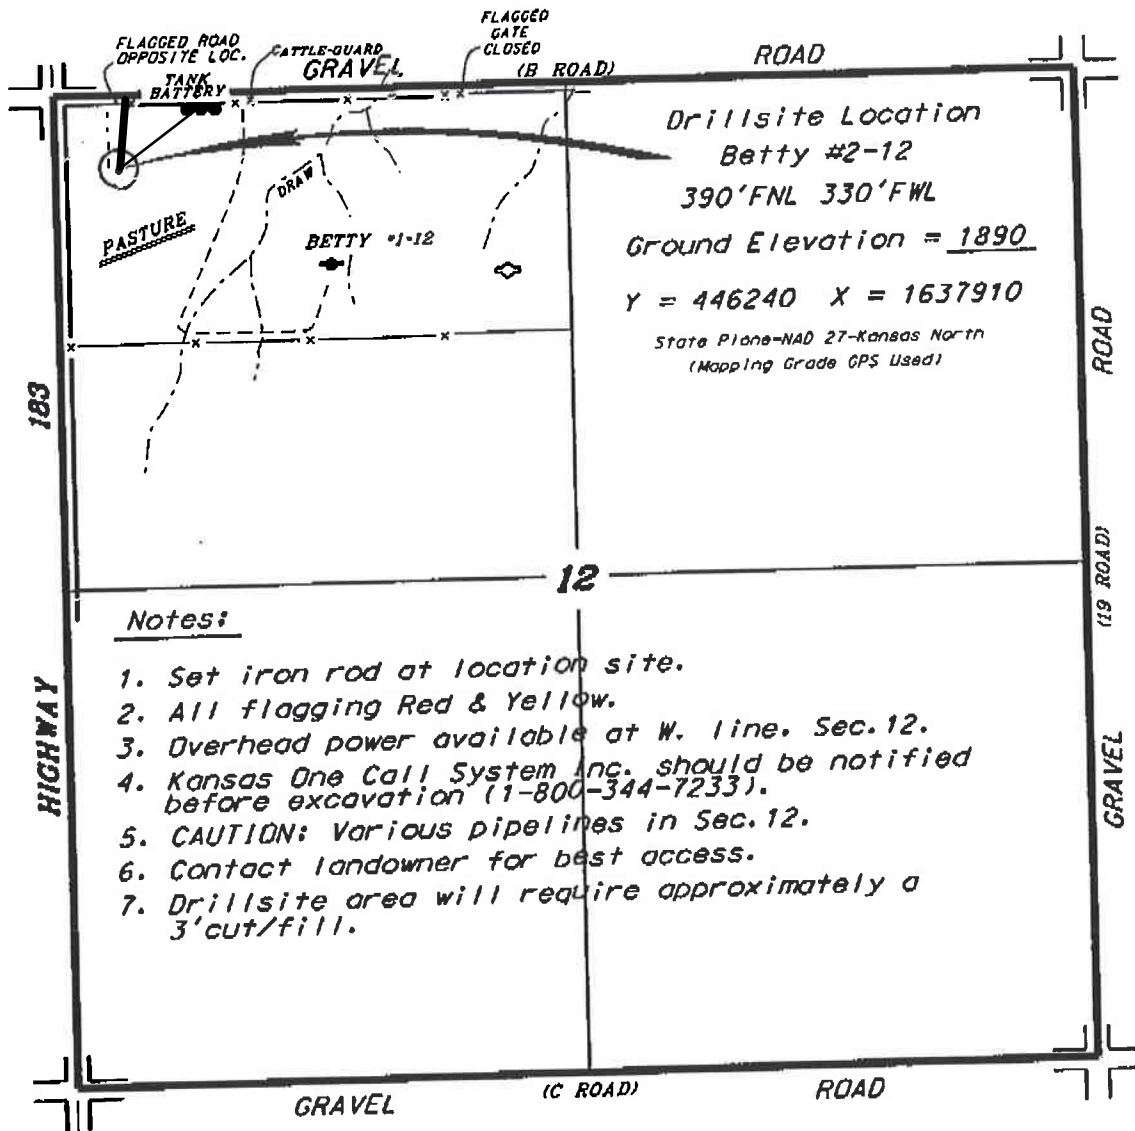 FLAGGED ROAD
OPPOSITE LOC.
TANK
BATTERY
CATTLE-GUARD
GRAVEL
FLAGGED
GATE
CLOSED
(B ROAD)
ROAD
Drillsite Location
Betty #2-12
390'FNL 330'FWL
Ground Elevation = 1890
Y = 446240 X = 1637910
State Plane-NAD 27-Kansas North
(Mapping Grade GPS Used)
PASTURE
DRAW
BETTY #1-12
183
HIGHWAY
ROAD
(19 ROAD)
GRAVEL
12
Notes:
1. Set iron rod at location site.
2. All flagging Red & Yellow.
3. Overhead power available at W. line. Sec.12.
4. Kansas One Call System Inc. should be notified
before excavation (1-800-344-7233).
5. CAUTION: Various pipelines in Sec.12.
6. Contact landowner for best access.
7. Drillsite area will require approximately a
3'cut/fill.
GRAVEL
(C ROAD)
ROAD